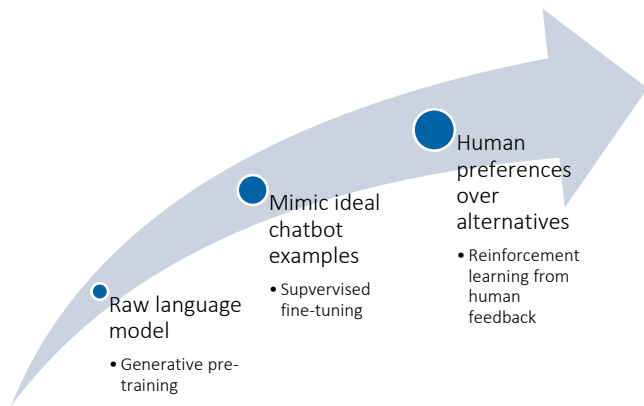 Raw language
model
• Generative pre-
training
Mimic ideal
chatbot
examples
• Supvervised
fine-tuning
Human
preferences
over
alternatives
• Reinforcement
learning from
human
feedback